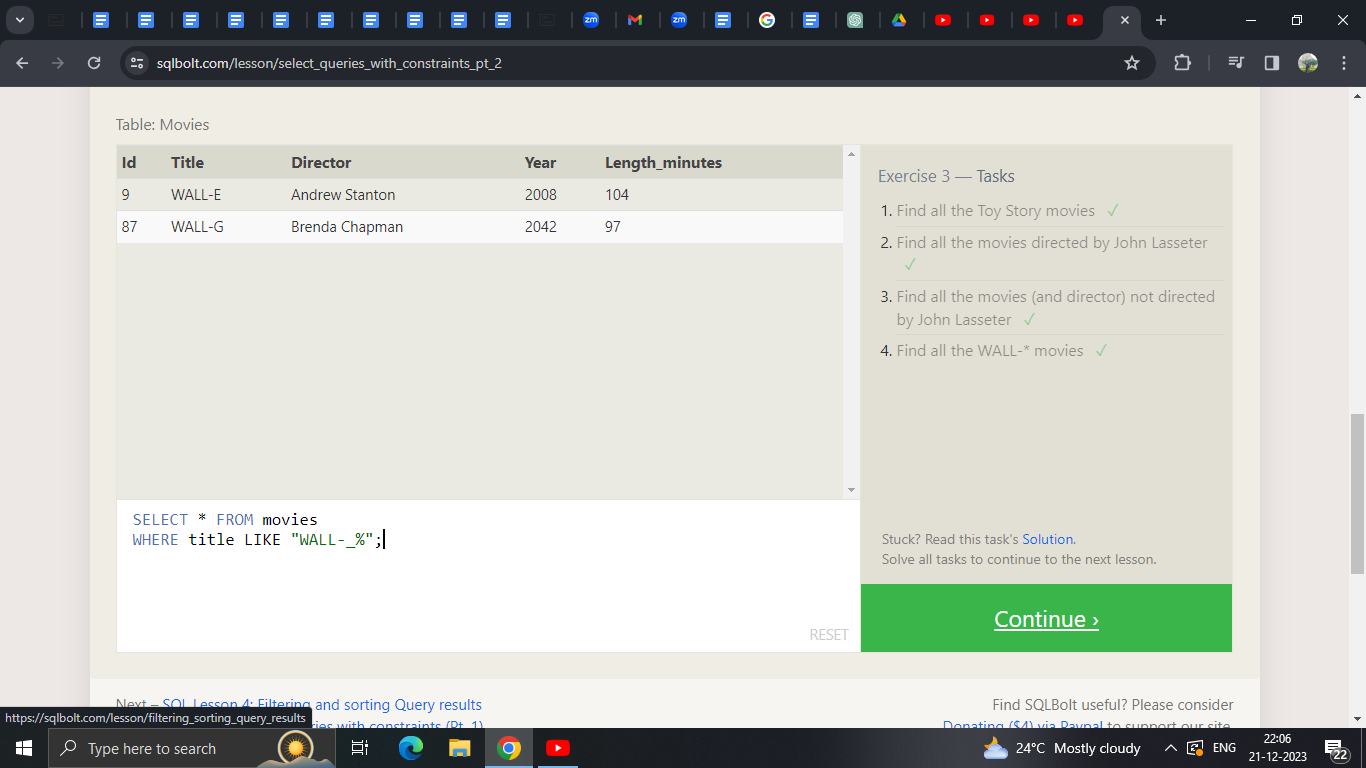 zm
zm
sqlbolt.com/lesson/select_queries_with_constraints_pt_2
Table: Movies
Id Title Director Year Length_minutes
9 WALL-E Andrew Stanton 2008 104
87 WALL-G Brenda Chapman 2042 97
Exercise 3 — Tasks
1. Find all the Toy Story movies ✓
2. Find all the movies directed by John Lasseter
✓
3. Find all the movies (and director) not directed
by John Lasseter ✓
4. Find all the WALL-* movies ✓
SELECT * FROM movies
WHERE title LIKE "WALL-_%";
RESET
Stuck? Read this task's Solution.
Solve all tasks to continue to the next lesson.
Continue ›
Next – SQL Lesson 4: Filtering and sorting Query results
ries with constraints (Pt. 1)
Find SQLBolt useful? Please consider
Donating ($4) via Paypal to support our site.
https://sqlbolt.com/lesson/filtering_sorting_query_results
Type here to search
24°C Mostly cloudy
ENG
22:06
21-12-2023
22